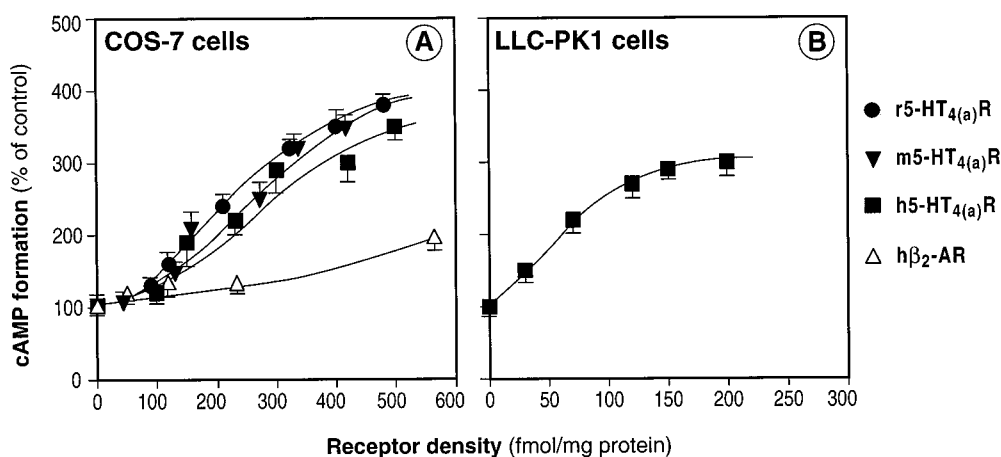 COS-7 cells
A
LLC-PK1 cells
B
cAMP formation (% of control)
500
400
300
200
100
0
0 100 200 300 400 500 600
0 50 100 150 200 250 300
Receptor density (fmol/mg protein)
r5-HT4(a)R
m5-HT4(a)R
h5-HT4(a)R
hβ2-AR